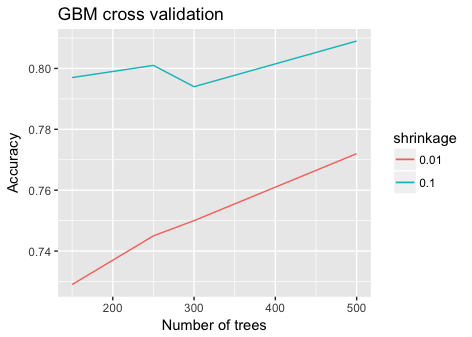 GBM cross validation
0.80
0.78
0.76
0.74
Accuracy
200
300
400
500
Number of trees
shrinkage
0.01
0.1